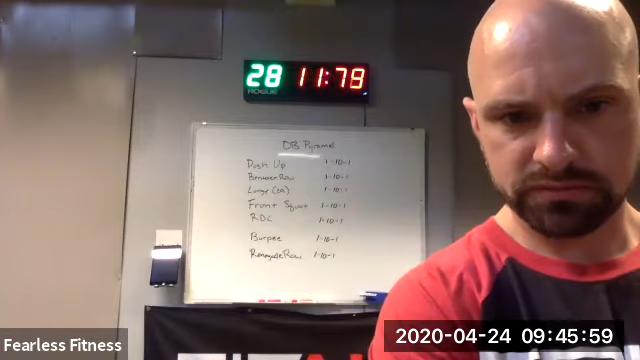 28 11:79
ROGUE
DB Pyramid
Push Up 1-10-1
Bentover Row 1-10-1
Lunge (ea) 1-10-1
Front Squat 1-10-1
RDL 1-10-1
Burpee 1-10-1
Renegade Row 1-10-1
Fearless Fitness
2020-04-24 09:45:59